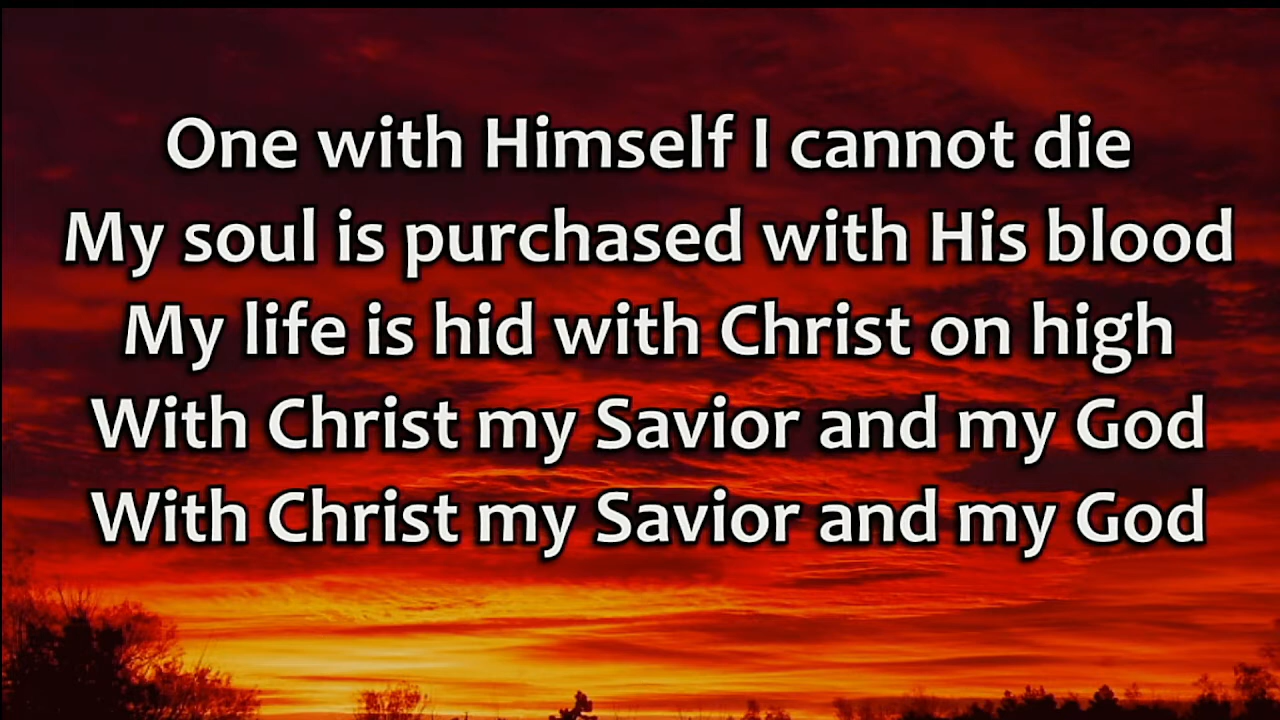 One with Himself I cannot die
My soul is purchased with His blood
My life is hid with Christ on high
With Christ my Savior and my God
With Christ my Savior and my God